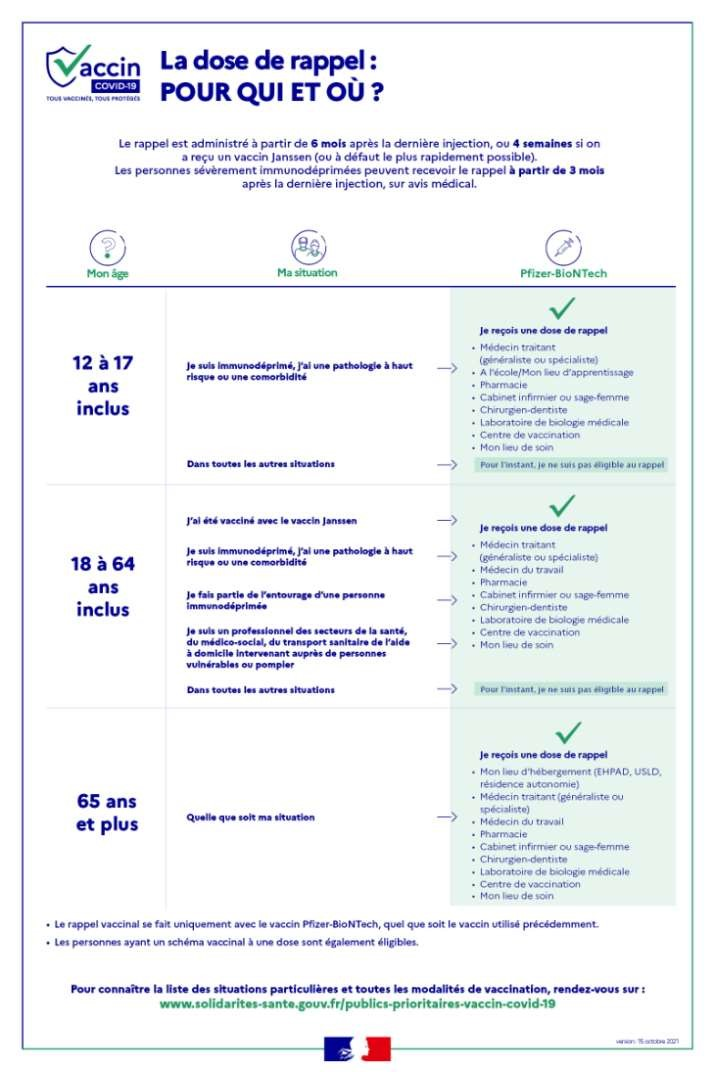 Vaccin
COVID-19
TOUS VACCINÉS, TOUS PROTÉGÉS
La dose de rappel :
POUR QUI ET OÙ ?
Le rappel est administré à partir de 6 mois après la dernière injection, ou 4 semaines si on
a reçu un vaccin Janssen (ou à défaut le plus rapidement possible).
Les personnes sévèrement immunodéprimées peuvent recevoir le rappel à partir de 3 mois
après la dernière injection, sur avis médical.
Mon âge
Ma situation
Pfizer-BioNTech
12 à 17
ans
inclus
Je suis immunodéprimé, j'ai une pathologie à haut
risque ou une comorbidité
Je reçois une dose de rappel
• Médecin traitant
(généraliste ou spécialiste)
• A l'école/Mon lieu d'apprentissage
• Pharmacie
• Cabinet infirmier ou sage-femme
• Chirurgien-dentiste
• Laboratoire de biologie médicale
• Centre de vaccination
• Mon lieu de soin
Dans toutes les autres situations
Pour l'instant, je ne suis pas éligible au rappel
18 à 64
ans
inclus
J'ai été vacciné avec le vaccin Janssen
Je suis immunodéprimé, j'ai une pathologie à haut
risque ou une comorbidité
Je fais partie de l'entourage d'une personne
immunodéprimée
Je suis un professionnel des secteurs de la santé,
du médico-social, du transport sanitaire de l'aide
à domicile intervenant auprès de personnes
vulnérables ou pompier
Je reçois une dose de rappel
• Médecin traitant
(généraliste ou spécialiste)
• Médecin du travail
• Pharmacie
• Cabinet infirmier ou sage-femme
• Chirurgien-dentiste
• Laboratoire de biologie médicale
• Centre de vaccination
• Mon lieu de soin
Dans toutes les autres situations
Pour l'instant, je ne suis pas éligible au rappel
65 ans
et plus
Quelle que soit ma situation
Je reçois une dose de rappel
• Mon lieu d'hébergement (EHPAD, USLD,
résidence autonomie)
• Médecin traitant (généraliste ou
spécialiste)
• Médecin du travail
• Pharmacie
• Cabinet infirmier ou sage-femme
• Chirurgien-dentiste
• Laboratoire de biologie médicale
• Centre de vaccination
• Mon lieu de soin
• Le rappel vaccinal se fait uniquement avec le vaccin Pfizer-BioNTech, quel que soit le vaccin utilisé précédemment.
• Les personnes ayant un schéma vaccinal à une dose sont également éligibles.
Pour connaître la liste des situations particulières et toutes les modalités de vaccination, rendez-vous sur :
www.solidarites-sante.gouv.fr/publics-prioritaires-vaccin-covid-19
version: 15 octobre 2021